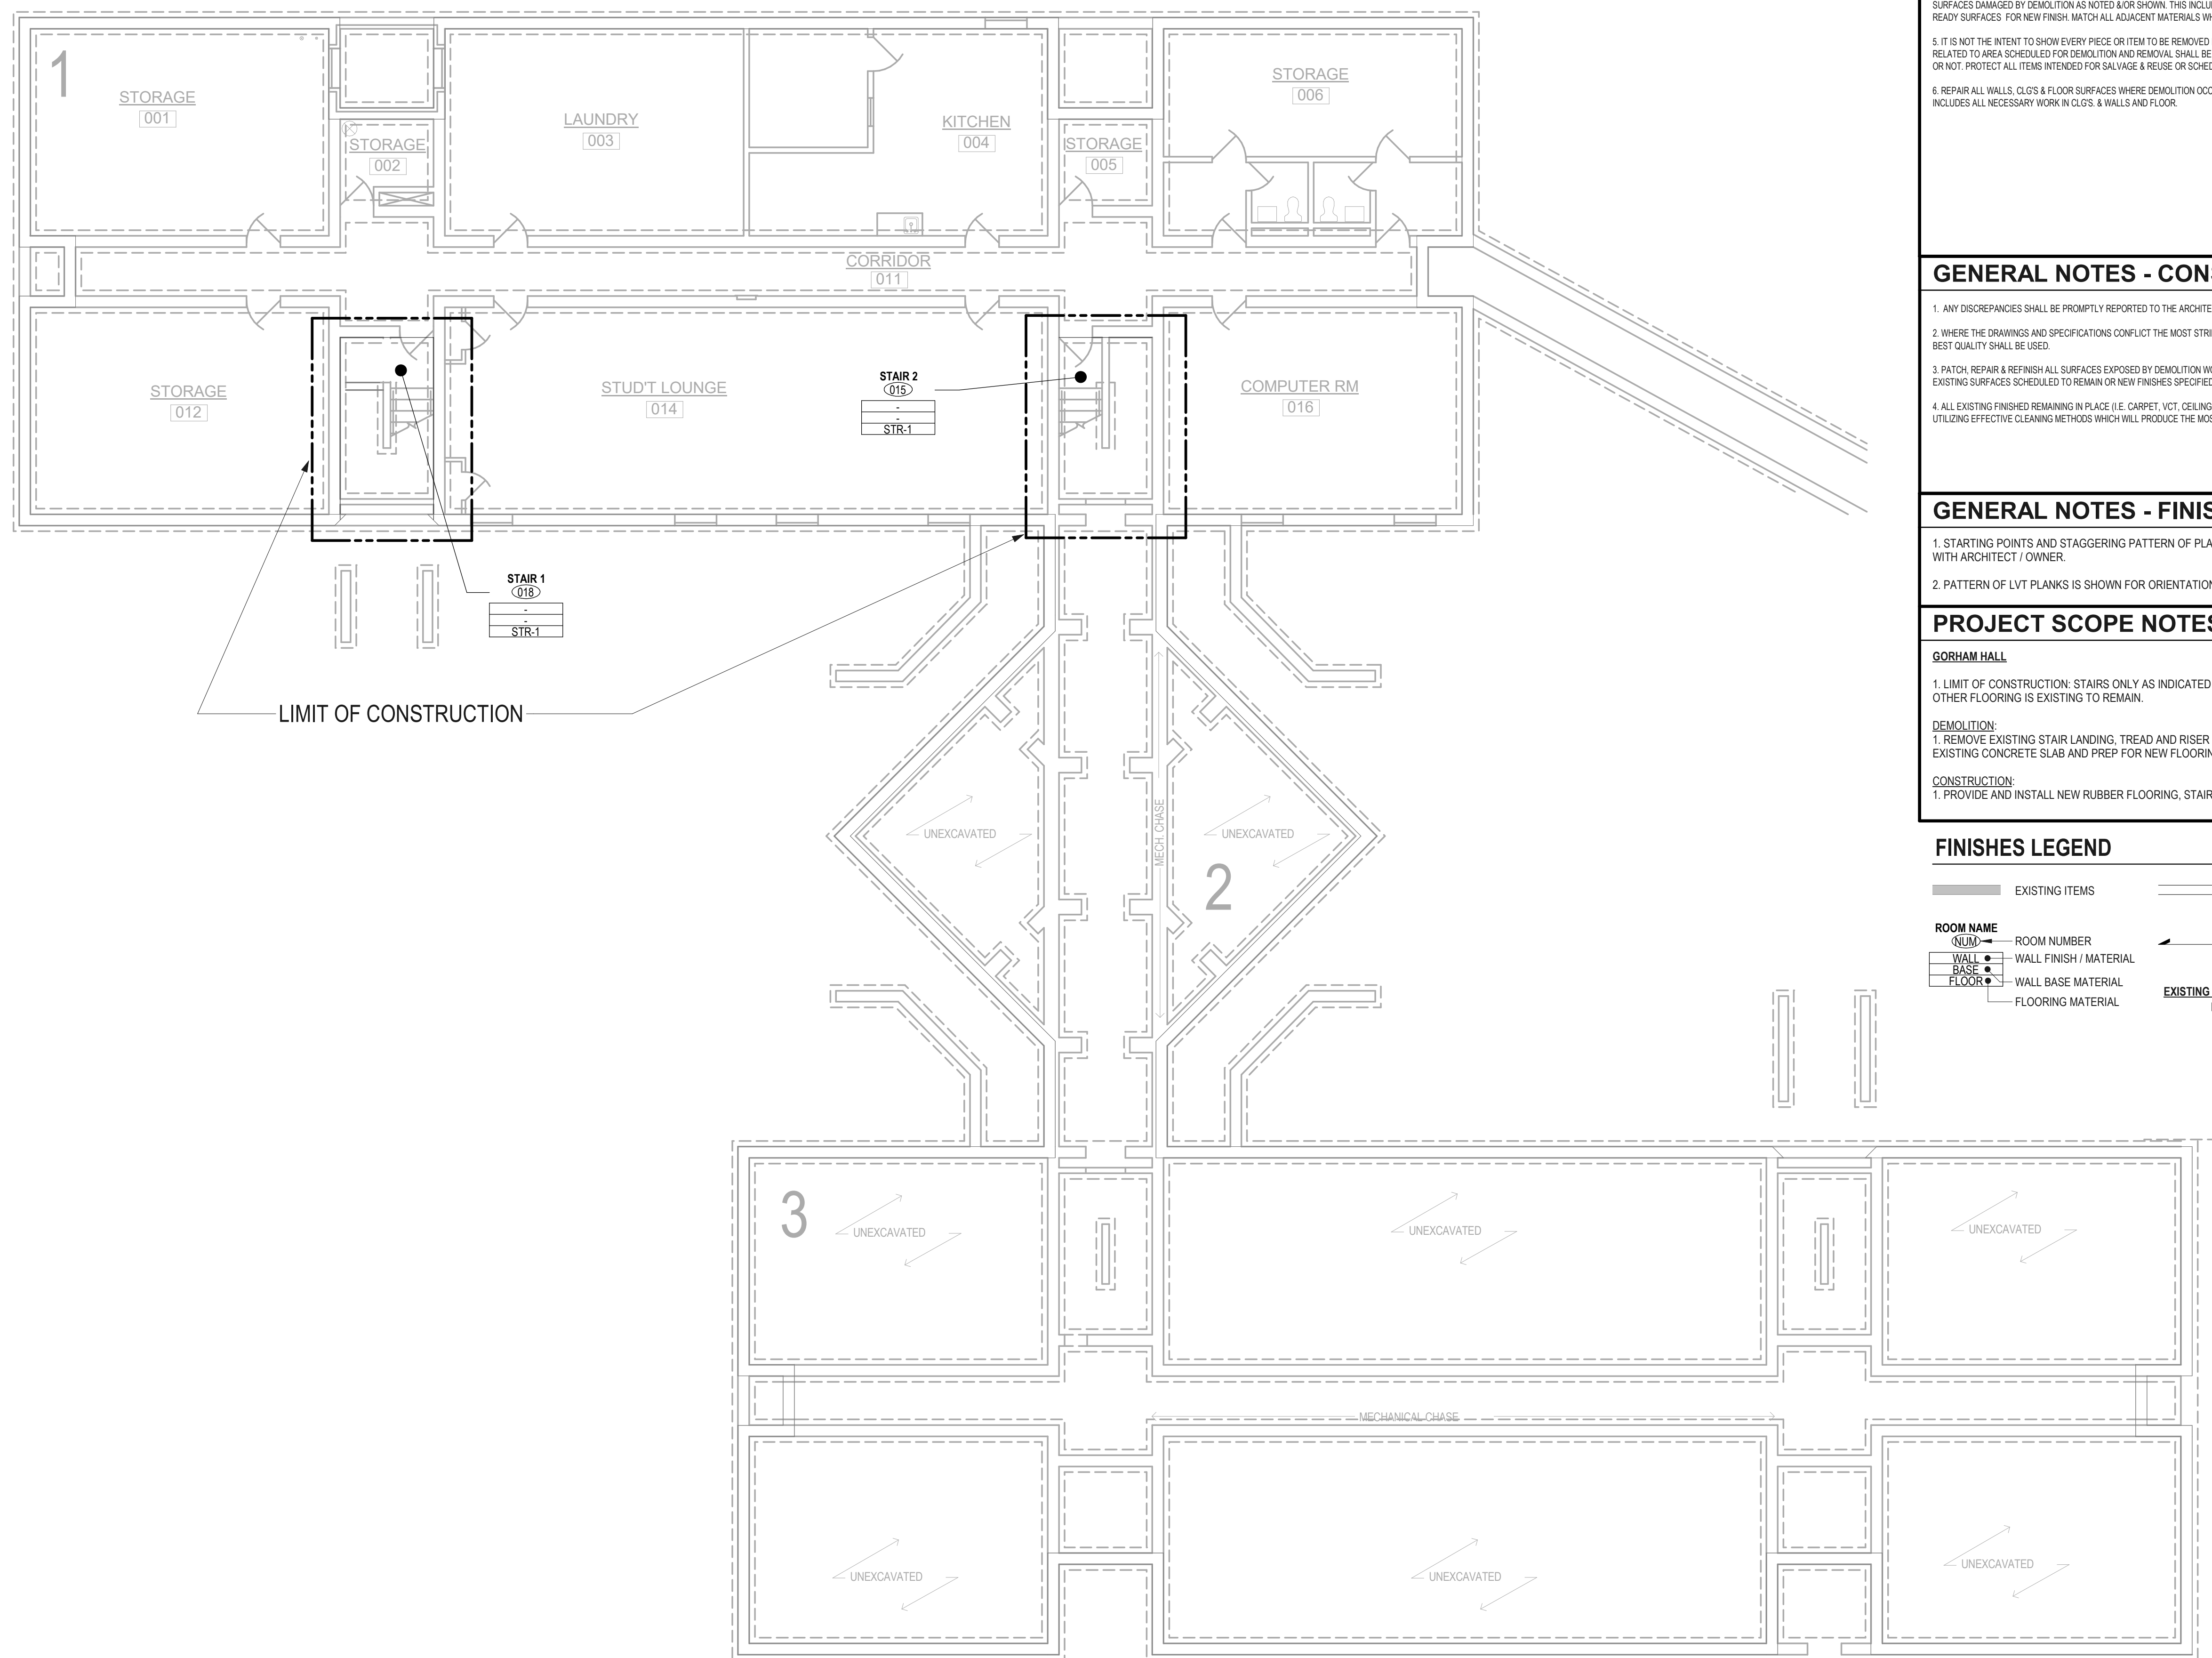 1
STORAGE
001
STORAGE
002
LAUNDRY
003
KITCHEN
004
STORAGE
005
STORAGE
006
CORRIDOR
011
STORAGE
012
STUD'T LOUNGE
014
STAIR 2
015
-
-
STR-1
COMPUTER RM
016
STAIR 1
018
-
-
STR-1
LIMIT OF CONSTRUCTION
UNEXCAVATED
MECH. CHASE
UNEXCAVATED
2
3
UNEXCAVATED
UNEXCAVATED
UNEXCAVATED
MECHANICAL CHASE
UNEXCAVATED
UNEXCAVATED
UNEXCAVATED
SURFACES DAMAGED BY DEMOLITION AS NOTED &/OR SHOWN. THIS
READY SURFACES FOR NEW FINISH. MATCH ALL ADJACENT MATERIALS
5. IT IS NOT THE INTENT TO SHOW EVERY PIECE OR ITEM TO BE REMOVED
RELATED TO AREA SCHEDULED FOR DEMOLITION AND REMOVAL SHALL BE
OR NOT. PROTECT ALL ITEMS INTENDED FOR SALVAGE & REUSE OR
6. REPAIR ALL WALLS, CLG'S & FLOOR SURFACES WHERE DEMOLITION
INCLUDES ALL NECESSARY WORK IN CLG'S. & WALLS AND FLOOR.
GENERAL NOTES - CON
1. ANY DISCREPANCIES SHALL BE PROMPTLY REPORTED TO THE
2. WHERE THE DRAWINGS AND SPECIFICATIONS CONFLICT THE MOST
BEST QUALITY SHALL BE USED.
3. PATCH, REPAIR & REFINISH ALL SURFACES EXPOSED BY DEMOLITION
EXISTING SURFACES SCHEDULED TO REMAIN OR NEW FINISHES
4. ALL EXISTING FINISHED REMAINING IN PLACE (I.E. CARPET, VCT,
UTILIZING EFFECTIVE CLEANING METHODS WHICH WILL PRODUCE THE
GENERAL NOTES - FINIS
1. STARTING POINTS AND STAGGERING PATTERN OF
WITH ARCHITECT / OWNER.
2. PATTERN OF LVT PLANKS IS SHOWN FOR
PROJECT SCOPE NOTES
GORHAM HALL
1. LIMIT OF CONSTRUCTION: STAIRS ONLY AS INDICATED
OTHER FLOORING IS EXISTING TO REMAIN.
DEMOLITION:
1. REMOVE EXISTING STAIR LANDING, TREAD AND RISER
EXISTING CONCRETE SLAB AND PREP FOR NEW
CONSTRUCTION:
1. PROVIDE AND INSTALL NEW RUBBER FLOORING, STAIR
FINISHES LEGEND
EXISTING ITEMS
ROOM NAME
NUM
ROOM NUMBER
WALL
WALL FINISH / MATERIAL
BASE
WALL BASE MATERIAL
FLOOR
FLOORING MATERIAL
EXISTING